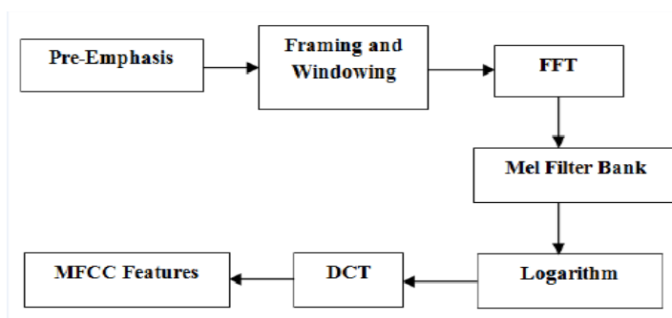 Pre-Emphasis
Framing and
Windowing
FFT
Mel Filter Bank
Logarithm
DCT
MFCC Features